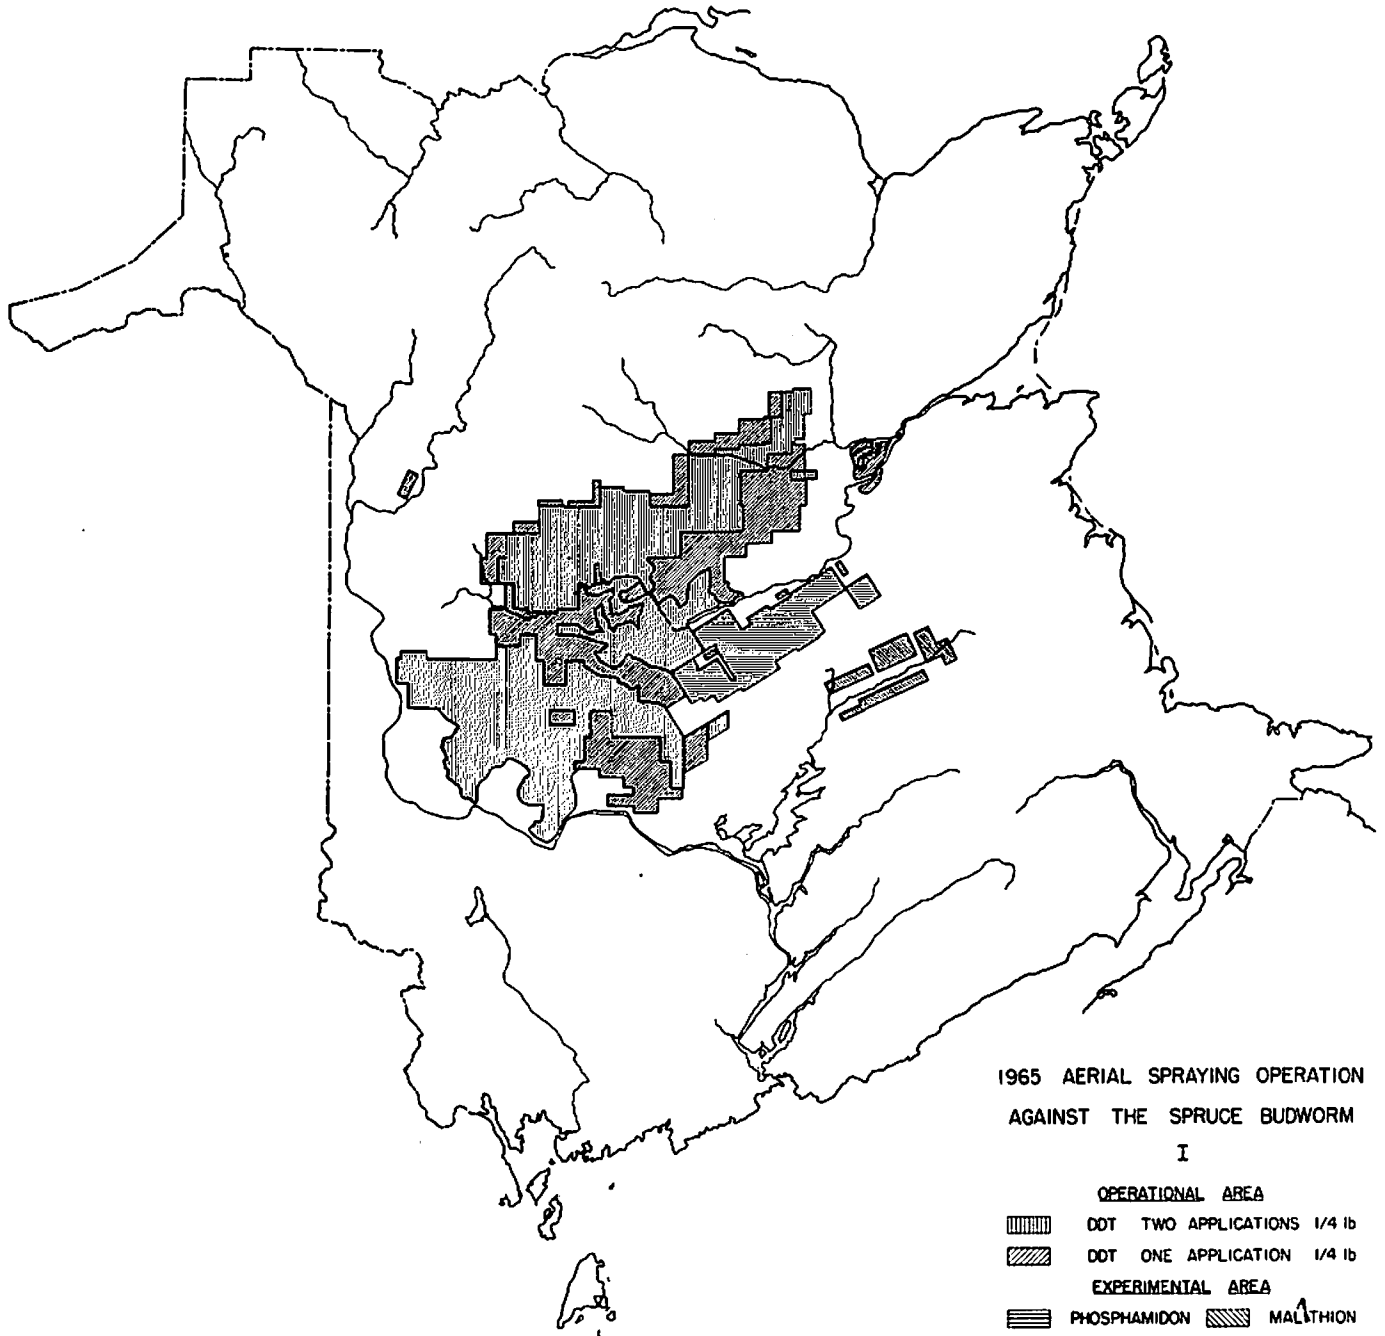 1965 AERIAL SPRAYING OPERATION
AGAINST THE SPRUCE BUDWORM
I
OPERATIONAL AREA
DDT TWO APPLICATIONS 1/4 lb
DDT ONE APPLICATION 1/4 lb
EXPERIMENTAL AREA
PHOSPHAMIDON MALATHION